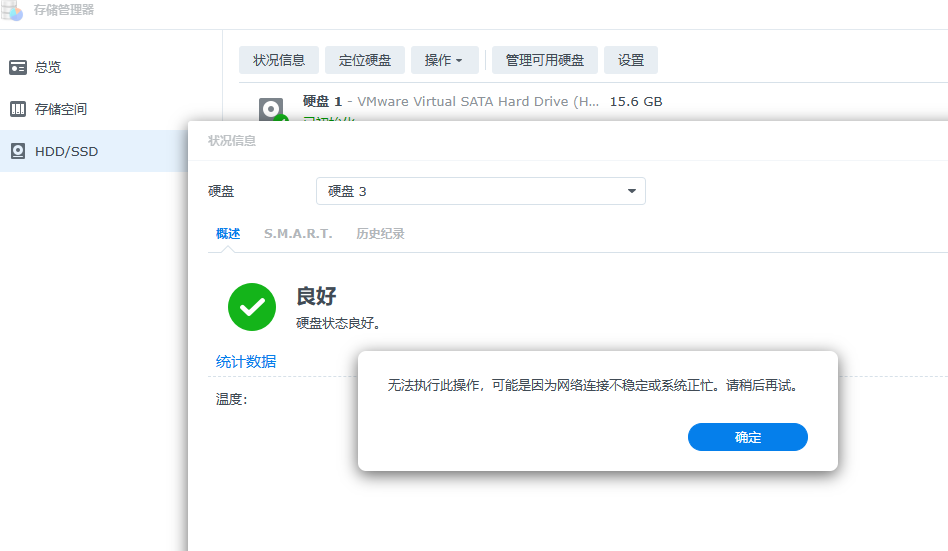 存储管理器
总览
存储空间
HDD/SSD
状况信息 定位硬盘 操作 管理可用硬盘 设置
硬盘 1 - VMware Virtual SATA Hard Drive (H... 15.6 GB
已初始化
状况信息
硬盘 硬盘 3
概述 S.M.A.R.T. 历史纪录
良好
硬盘状态良好。
统计数据
温度:
无法执行此操作，可能是因为网络连接不稳定或系统正忙。请稍后再试。
确定